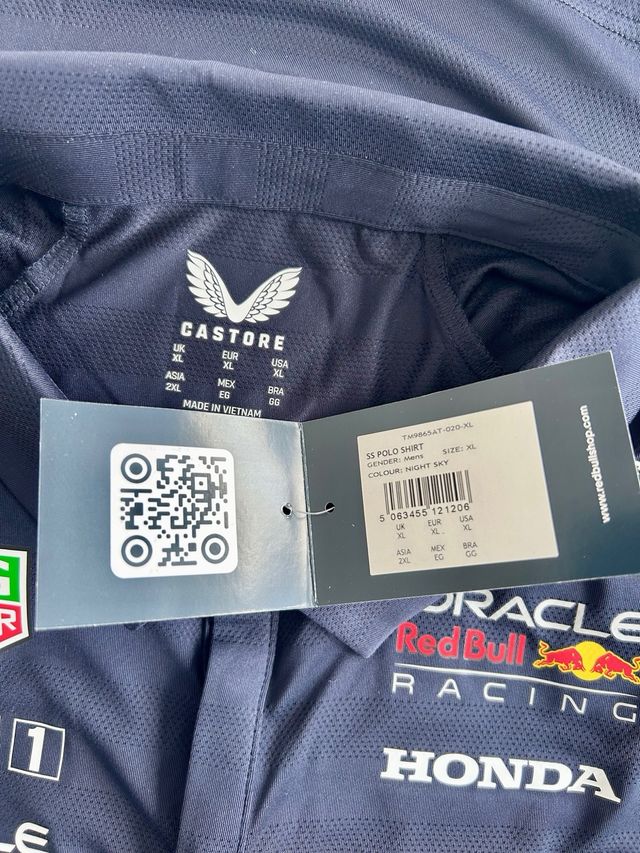 CASTORE
UK
XL
EUR
XL
USA
XL
ASIA
2XL
MEX
EG
BRA
GG
MADE IN VIETNAM
TM9865AT-020-XL
SS POLO SHIRT
GENDER: Mens SIZE: XL
COLOUR: NIGHT SKY
5 063455 121206
UK
XL
EUR
XL
USA
XL
ASIA
2XL
MEX
EG
BRA
GG
www.redbullshop.com
ORACLE
Red Bull
RACING
HONDA
1